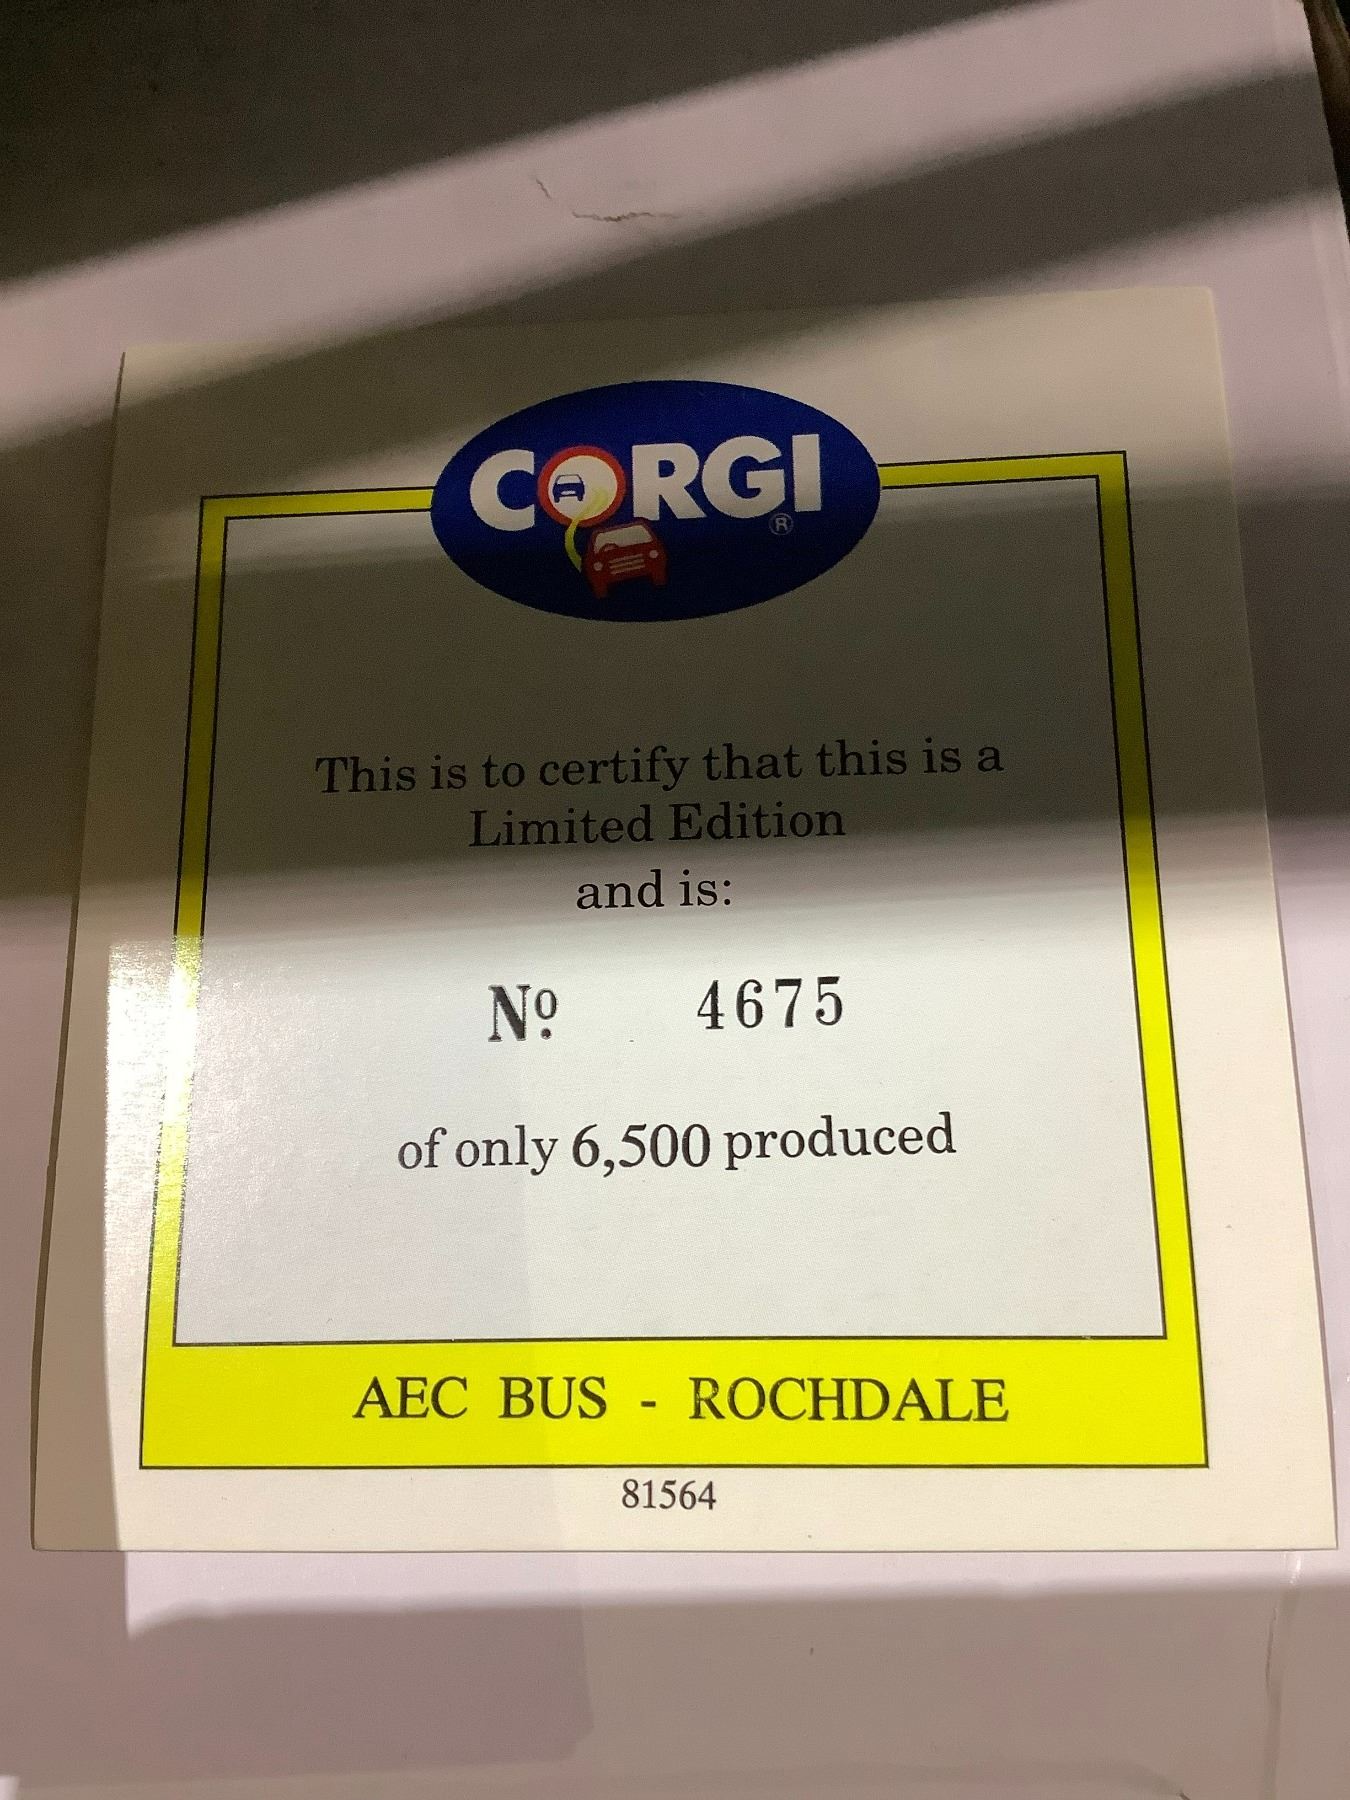 CORGI
®
This is to certify that this is a
Limited Edition
and is:
Nº 4675
of only 6,500 produced
AEC BUS - ROCHDALE
81564